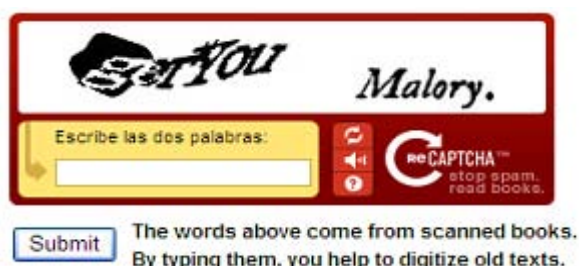 Malory.
Escribe las dos palabras:
reCAPTCHA™
stop spam.
read books.
Submit
The words above come from scanned books.
By typing them, you help to digitize old texts.